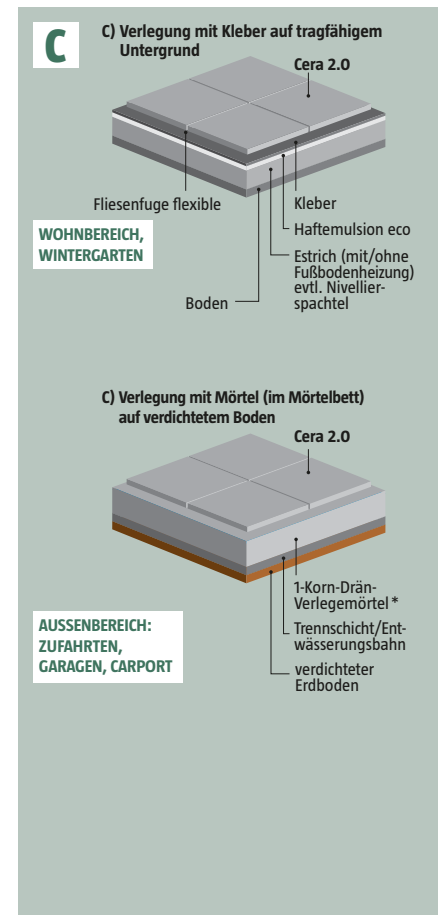 C
C) Verlegung mit Kleber auf tragfähigem
Untergrund
Cera 2.0
Fliesenfuge flexible
Kleber
Haftemulsion eco
Estrich (mit/ohne
Fußbodenheizung)
evtl. Nivellier-
spachtel
Boden
WOHNBEREICH,
WINTERGARTEN
C) Verlegung mit Mörtel (im Mörtelbett)
auf verdichtetem Boden
Cera 2.0
1-Korn-Drän-
Verlegemörtel *
Trennschicht/Ent-
wässerungsbahn
verdichteter
Erdboden
AUSSENBEREICH:
ZUFAHRTEN,
GARAGEN, CARPORT